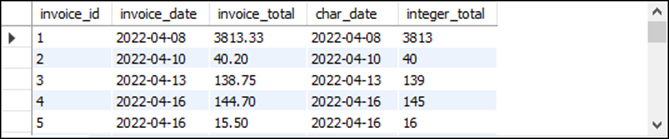 invoice_id invoice_date invoice_total char_date integer_total
1 2022-04-08 3813.33 2022-04-08 3813
2 2022-04-10 40.20 2022-04-10 40
3 2022-04-13 138.75 2022-04-13 139
4 2022-04-16 144.70 2022-04-16 145
5 2022-04-16 15.50 2022-04-16 16